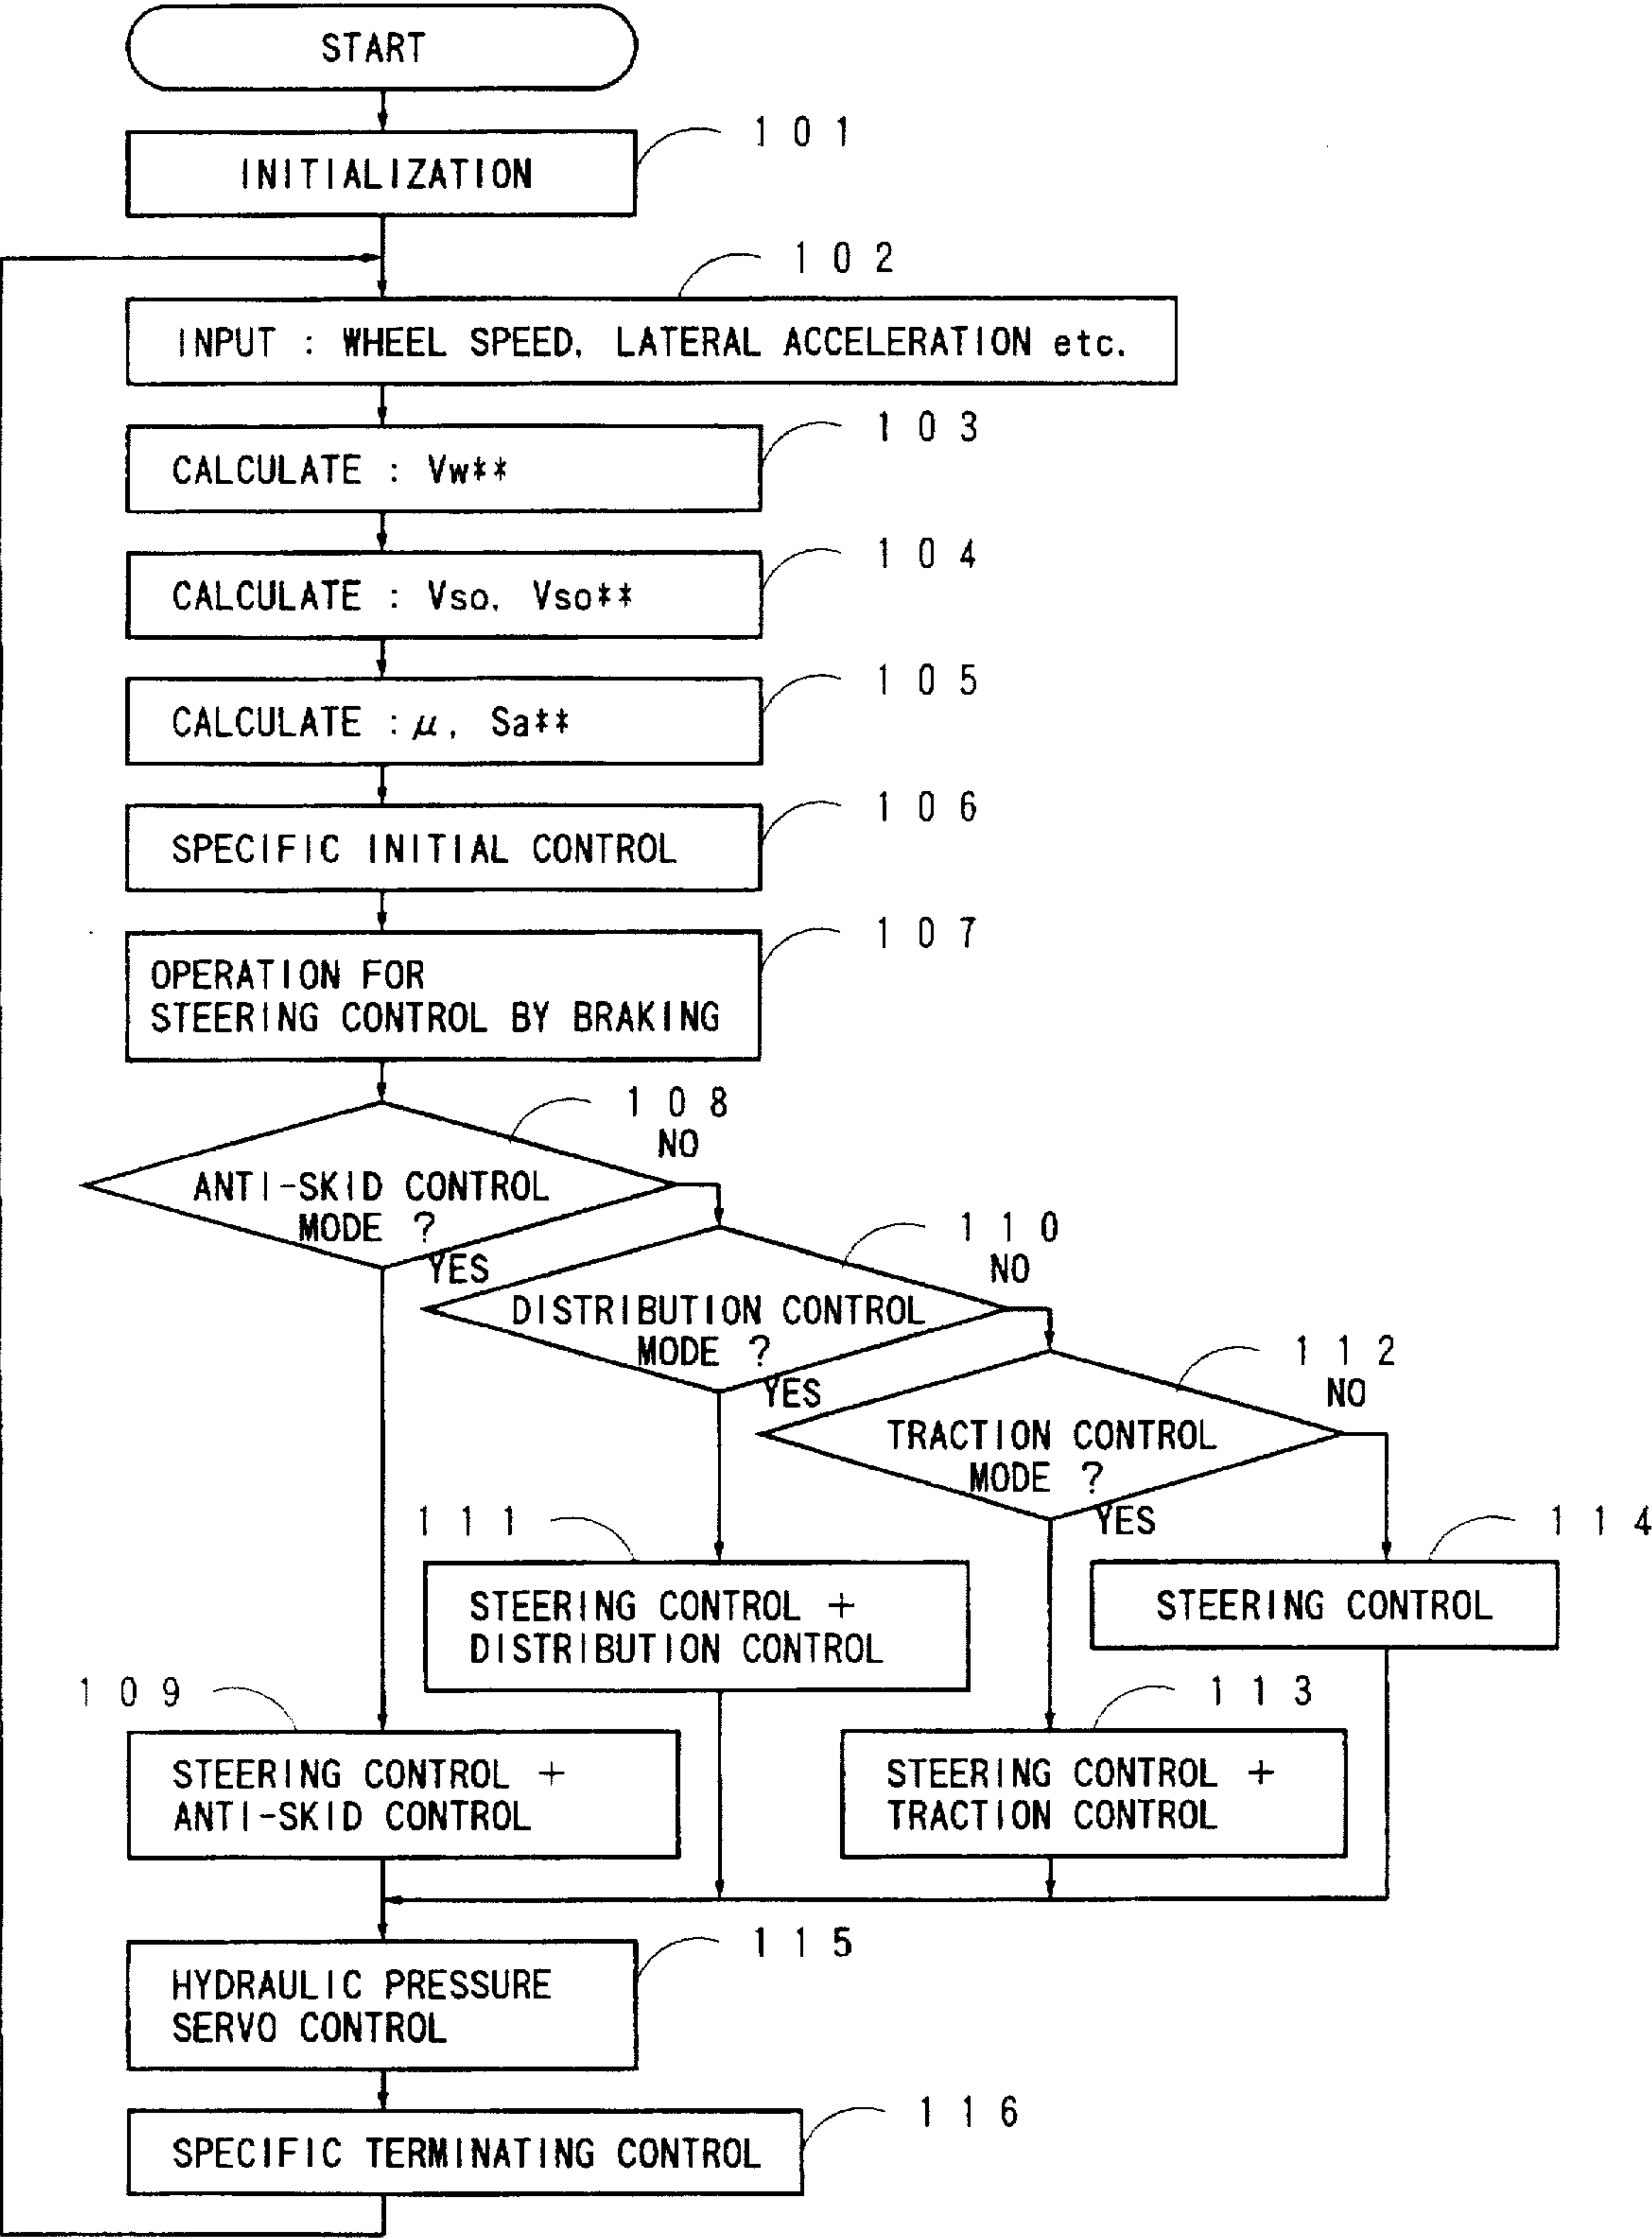 START
101
INITIALIZATION
102
INPUT : WHEEL SPEED, LATERAL ACCELERATION etc.
103
CALCULATE : Vw**
104
CALCULATE : Vso, Vso**
105
CALCULATE : μ, Sa**
106
SPECIFIC INITIAL CONTROL
107
OPERATION FOR
STEERING CONTROL BY BRAKING
108
NO
ANTI-SKID CONTROL
MODE ?
YES
110
NO
DISTRIBUTION CONTROL
MODE ?
YES
112
NO
TRACTION CONTROL
MODE ?
YES
111
STEERING CONTROL +
DISTRIBUTION CONTROL
114
STEERING CONTROL
109
STEERING CONTROL +
ANTI-SKID CONTROL
113
STEERING CONTROL +
TRACTION CONTROL
115
HYDRAULIC PRESSURE
SERVO CONTROL
116
SPECIFIC TERMINATING CONTROL